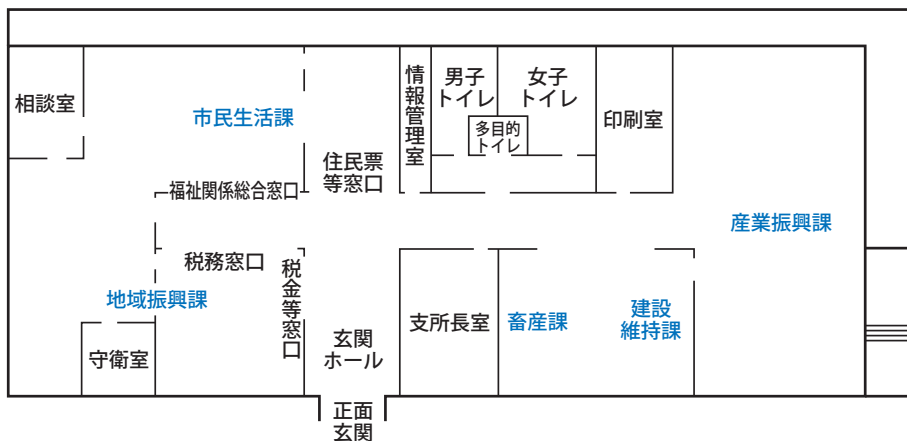 相談室
市民生活課
情報管理室
男子
トイレ
女子
トイレ
多目的
トイレ
印刷室
住民票
等窓口
福祉関係総合窓口
産業振興課
税務窓口
税金等窓口
地域振興課
守衛室
玄関
ホール
支所長室
畜産課
建設
維持課
正面
玄関